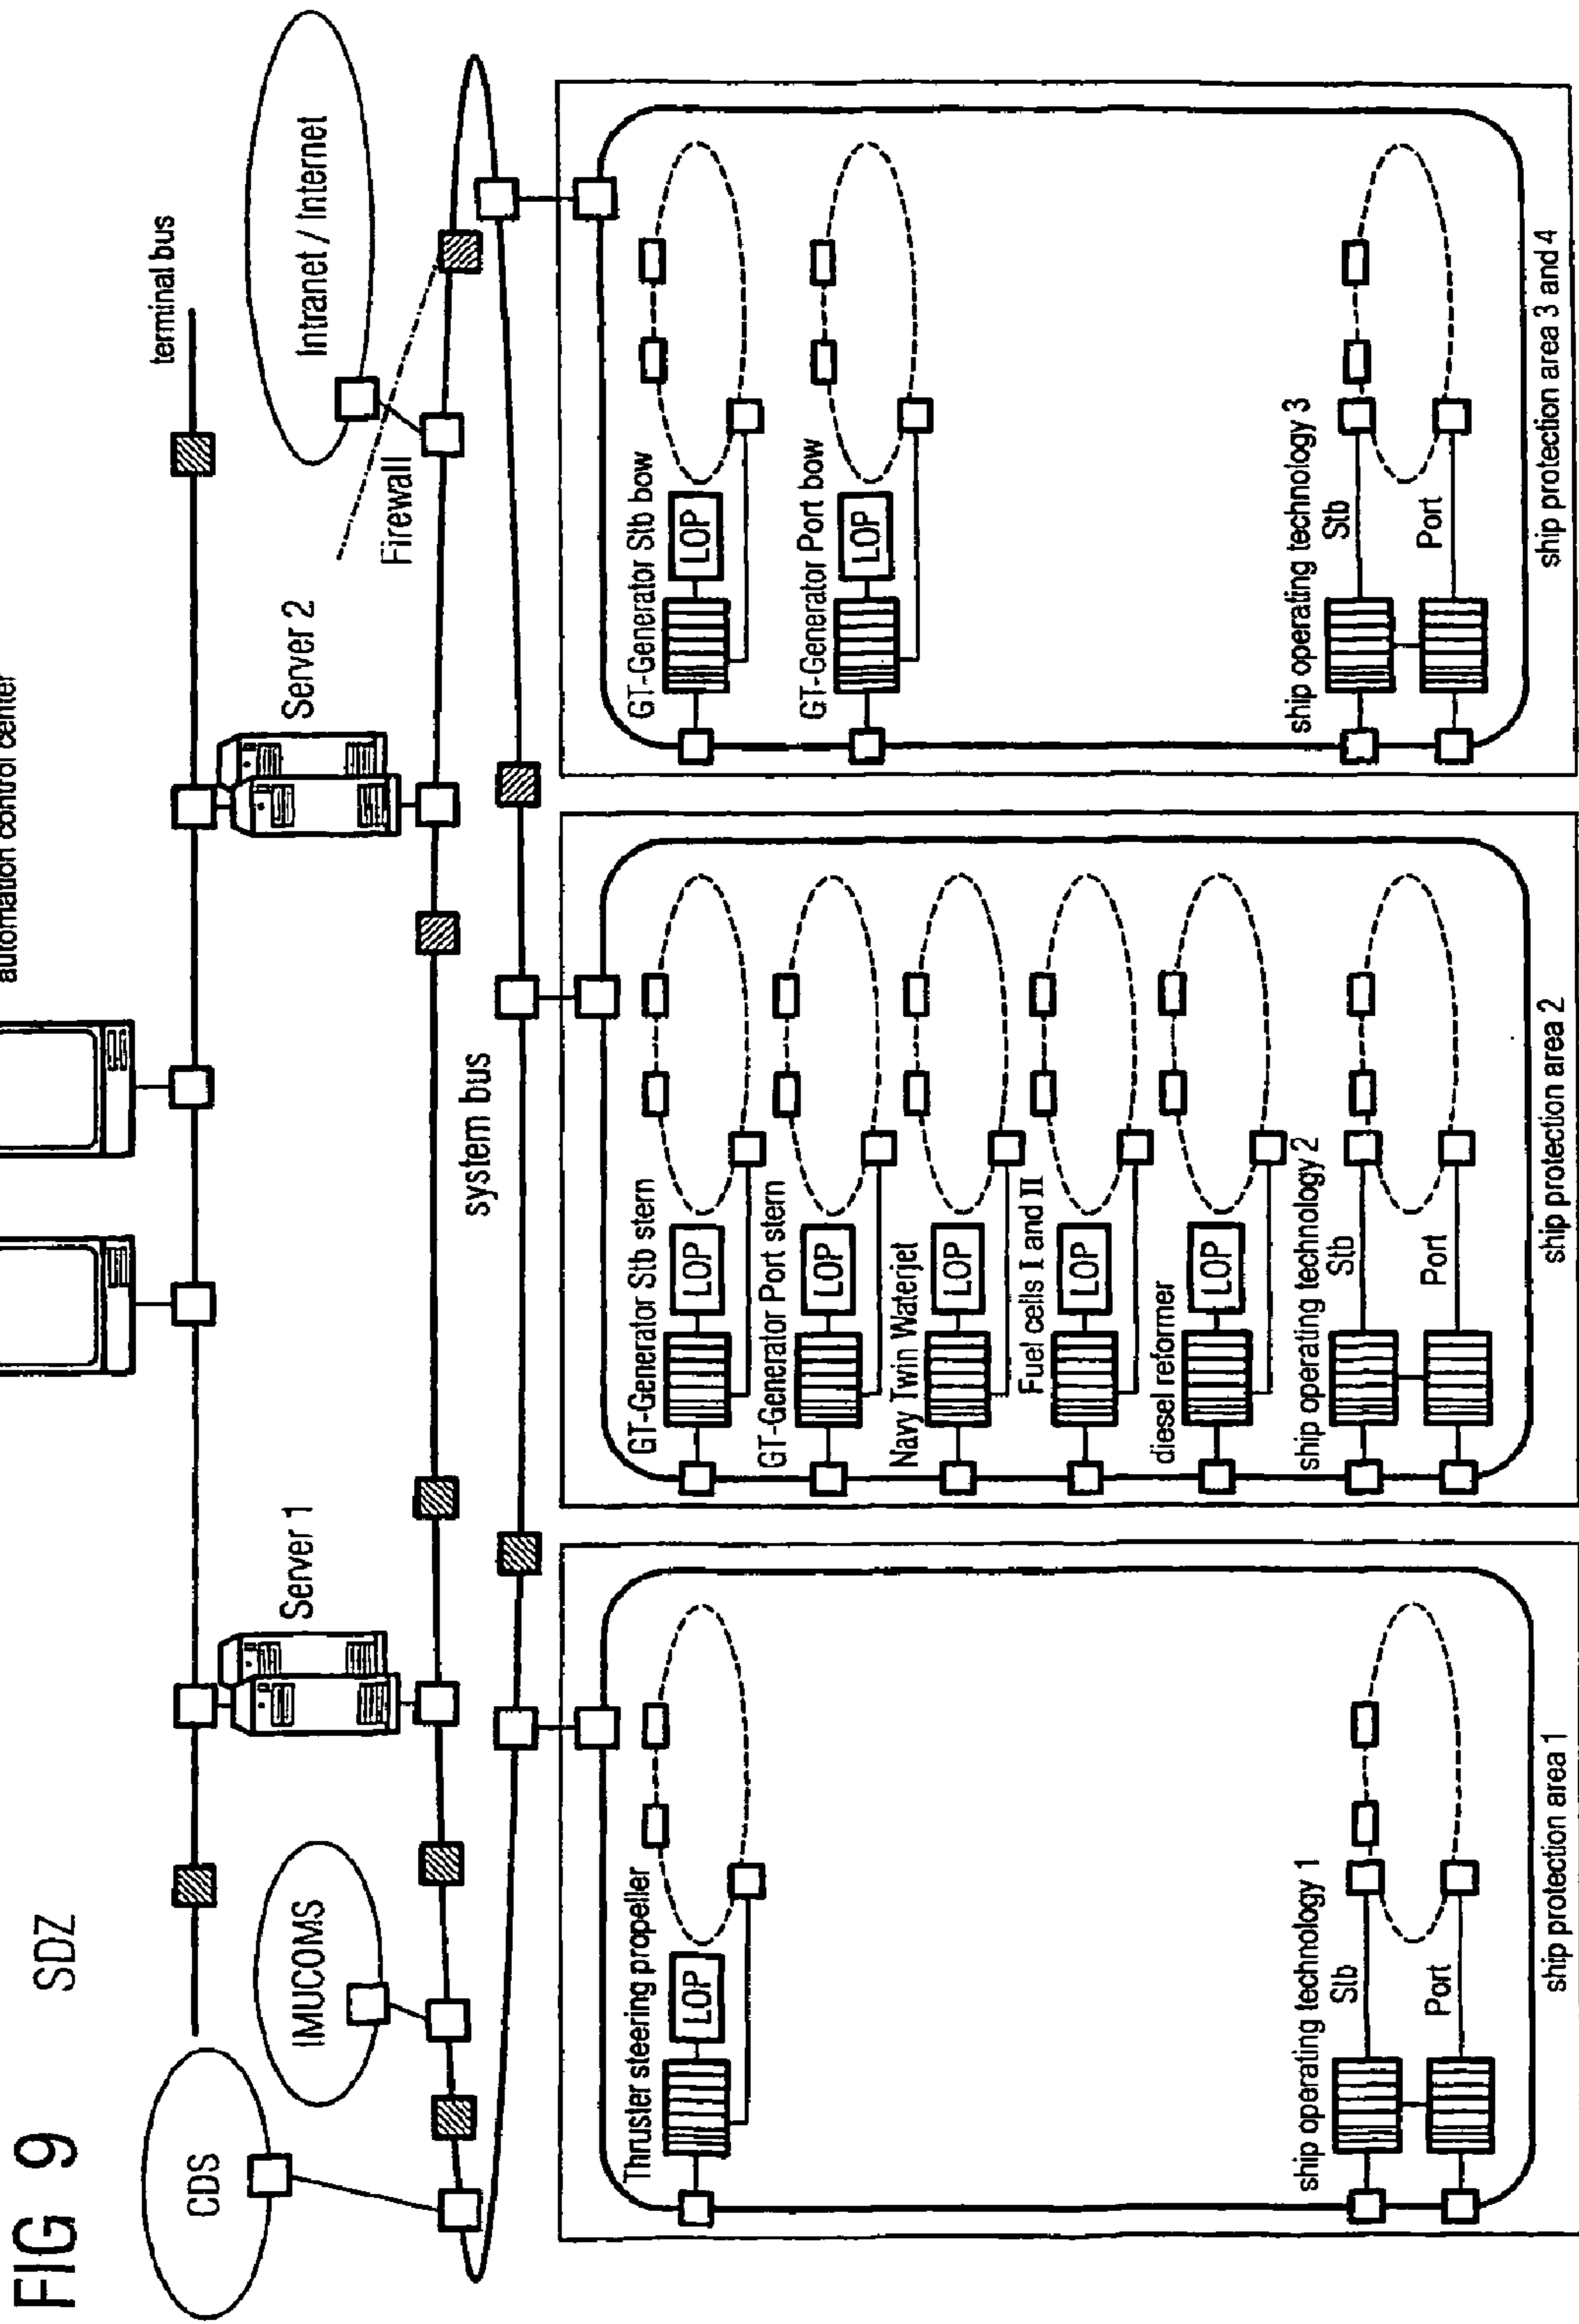 FIG 9
SDZ
automation control center
terminal bus
CDS
IMUCOMS
Server 1
Server 2
Intranet / Internet
Firewall
system bus
Thruster steering propeller
LOP
ship operating technology 1
Stb
Port
ship protection area 1
GT-Generator Stb stern
LOP
GT-Generator Port stern
LOP
Navy Twin Waterjet
LOP
Fuel cells I and II
LOP
diesel reformer
LOP
ship operating technology 2
Stb
Port
ship protection area 2
GT-Generator Stb bow
LOP
GT-Generator Port bow
LOP
ship operating technology 3
Stb
Port
ship protection area 3 and 4